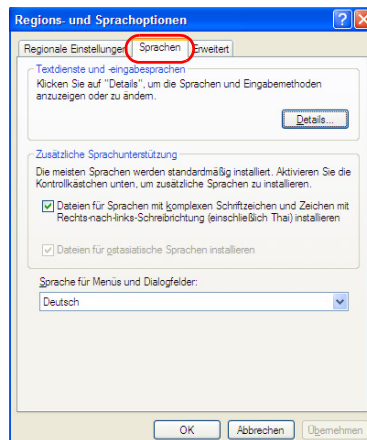 Regions- und Sprachoptionen
Regionale Einstellungen Sprachen Erweitert
Textdienste und -eingabesprachen
Klicken Sie auf "Details", um die Sprachen und Eingabemethoden
anzuzeigen oder zu ändern.
Details...
Zusätzliche Sprachunterstützung
Die meisten Sprachen werden standardmäßig installiert. Aktivieren Sie die
Kontrollkästchen unten, um zusätzliche Sprachen zu installieren.
Dateien für Sprachen mit komplexen Schriftzeichen und Zeichen mit
Rechts-nach-links-Schreibrichtung (einschließlich Thai) installieren
Dateien für ostasiatische Sprachen installieren
Sprache für Menüs und Dialogfelder:
Deutsch
OK Abbrechen Übernehmen